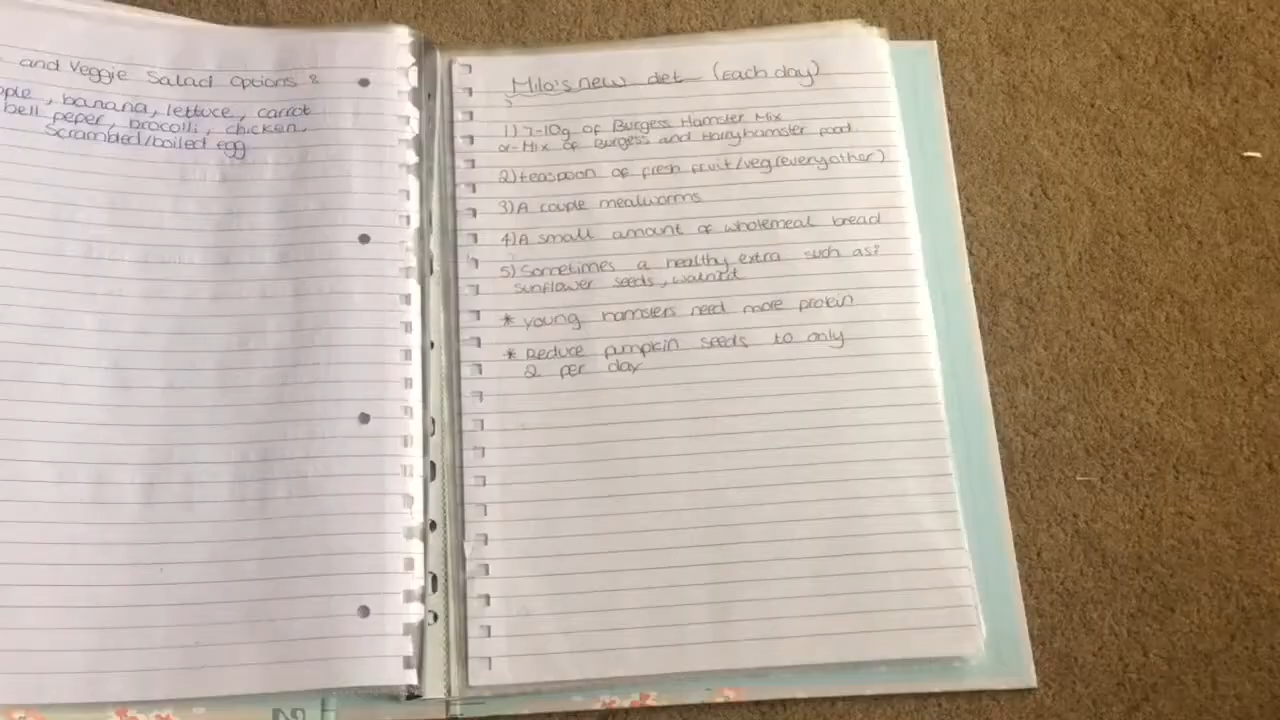 and Veggie Salad Options :
banana, lettuce, carrot
bell peper, brocolli, chicken,
Scrambled/boiled egg
Milo's new diet (Each day)
1) 7-10g of Burgess Hamster Mix
or-Mix of Burgess and Harryhamster food
2) teaspoon of fresh fruit/veg (every other)
3) A couple mealworms
4) A small amount of wholemeal bread
5) Sometimes a healthy extra such as:
sunflower seeds, walnut
* young hamsters need more protein
* Reduce pumpkin seeds to only
2 per day